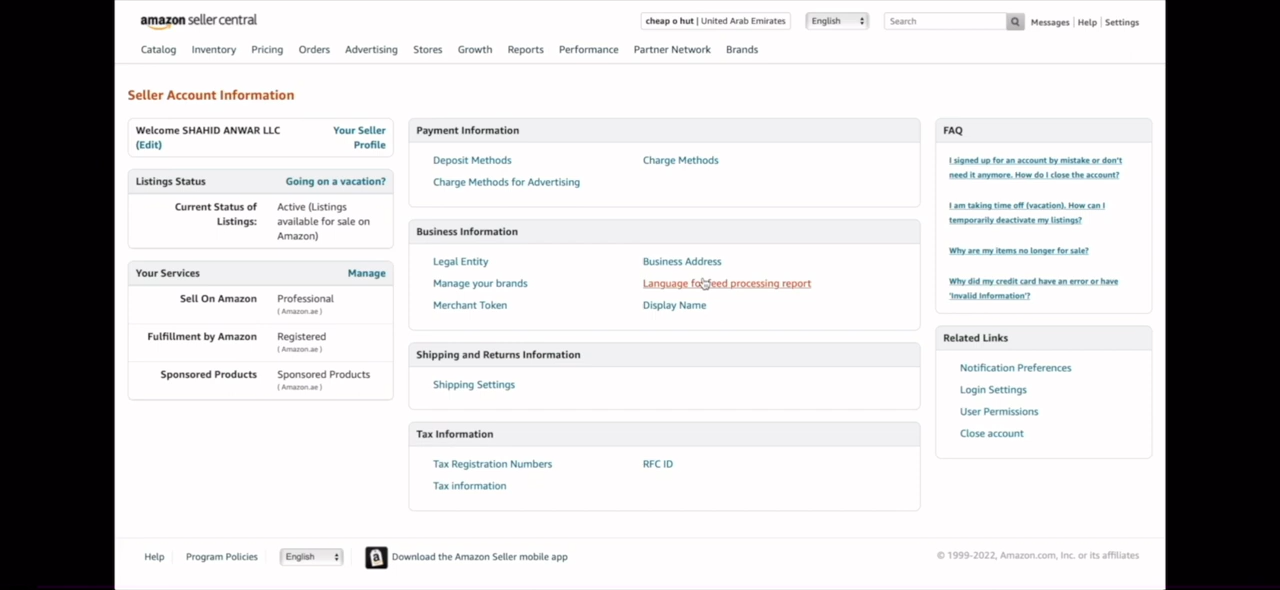 amazon seller central
cheap o hut | United Arab Emirates
English
Search
Messages | Help | Settings
Catalog Inventory Pricing Orders Advertising Stores Growth Reports Performance Partner Network Brands
Seller Account Information
Welcome SHAHID ANWAR LLC
(Edit)
Your Seller
Profile
Listings Status
Going on a vacation?
Current Status of
Listings:
Active (Listings
available for sale on
Amazon)
Your Services
Manage
Sell On Amazon
Professional
( Amazon.ae )
Fulfillment by Amazon
Registered
( Amazon.ae )
Sponsored Products
Sponsored Products
( Amazon.ae )
Payment Information
Deposit Methods
Charge Methods
Charge Methods for Advertising
Business Information
Legal Entity
Business Address
Manage your brands
Language for feed processing report
Merchant Token
Display Name
Shipping and Returns Information
Shipping Settings
Tax Information
Tax Registration Numbers
RFC ID
Tax information
FAQ
I signed up for an account by mistake or don't
need it anymore. How do I close the account?
I am taking time off (vacation). How can I
temporarily deactivate my listings?
Why are my items no longer for sale?
Why did my credit card have an error or have
'Invalid Information'?
Related Links
Notification Preferences
Login Settings
User Permissions
Close account
Help
Program Policies
English
a
Download the Amazon Seller mobile app
© 1999-2022, Amazon.com, Inc. or its affiliates